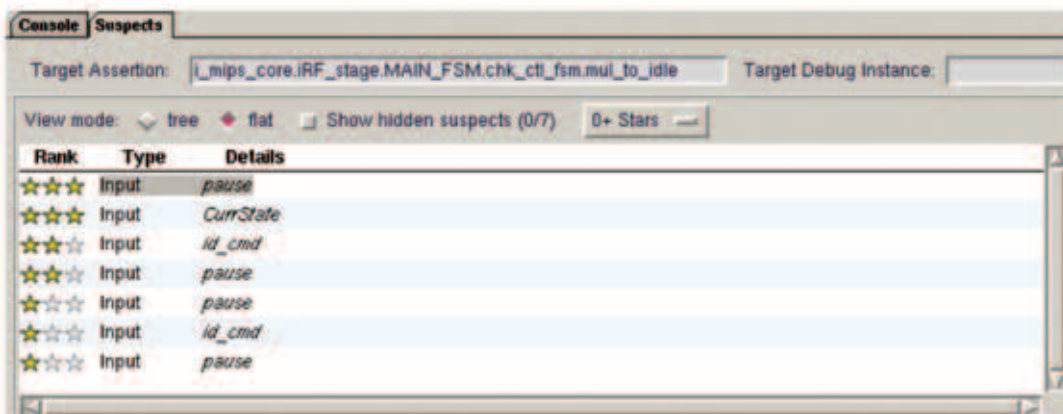 Console Suspects
Target Assertion: i_mips_core.iRF_stage.MAIN_FSM.chk_ctl_fsm.mul_to_idle Target Debug Instance:
View mode: tree flat Show hidden suspects (0/7) 0+ Stars
Rank Type Details
Input pause
Input CurrState
Input id_cmd
Input pause
Input pause
Input id_cmd
Input pause